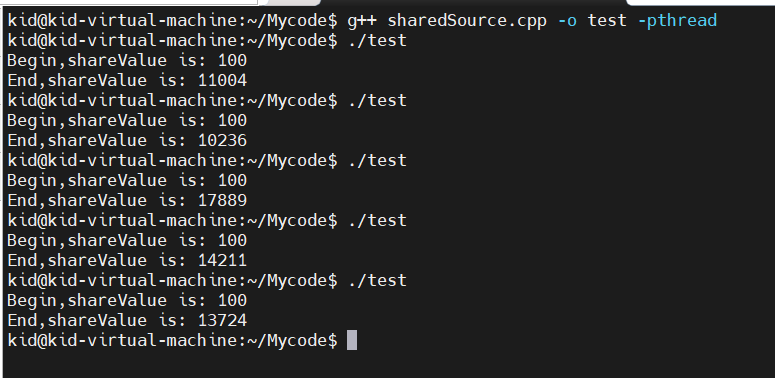 kid@kid-virtual-machine:~/Mycode$ g++ sharedSource.cpp -o test -pthread
kid@kid-virtual-machine:~/Mycode$ ./test
Begin,shareValue is: 100
End,shareValue is: 11004
kid@kid-virtual-machine:~/Mycode$ ./test
Begin,shareValue is: 100
End,shareValue is: 10236
kid@kid-virtual-machine:~/Mycode$ ./test
Begin,shareValue is: 100
End,shareValue is: 17889
kid@kid-virtual-machine:~/Mycode$ ./test
Begin,shareValue is: 100
End,shareValue is: 14211
kid@kid-virtual-machine:~/Mycode$ ./test
Begin,shareValue is: 100
End,shareValue is: 13724
kid@kid-virtual-machine:~/Mycode$